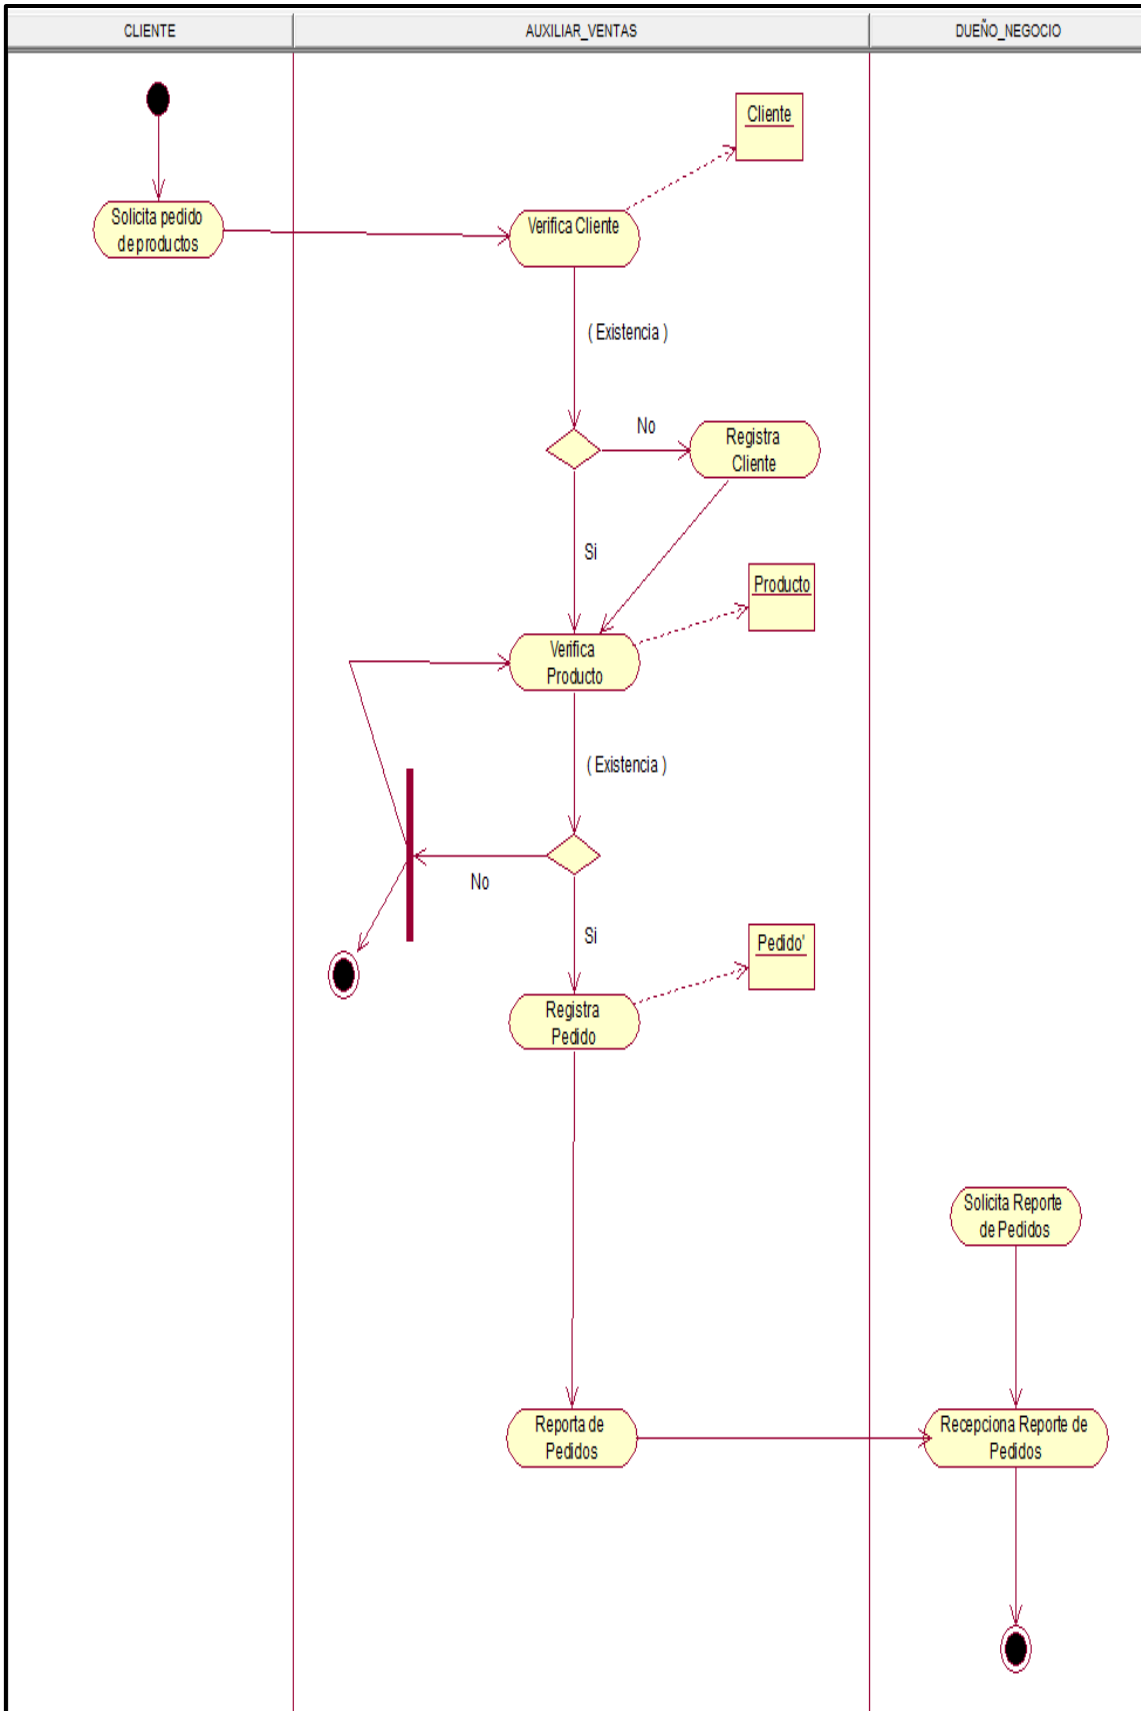 CLIENTE
AUXILIAR_VENTAS
DUEÑO_NEGOCIO
Cliente
Solicita pedido
de productos
Verifica Cliente
( Existencia )
No
Registra
Cliente
Si
Producto
Verifica
Producto
( Existencia )
No
Si
Pedido'
Registra
Pedido
Solicita Reporte
de Pedidos
Reporta de
Pedidos
Recepciona Reporte de
Pedidos